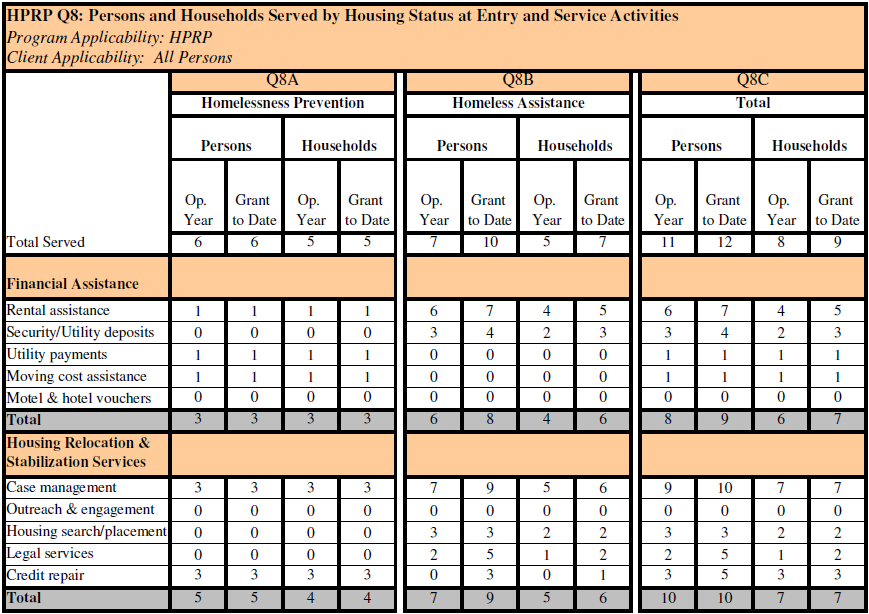 HPRP Q8: Persons and Households Served by Housing Status at Entry and Service Activities
Program Applicability: HPRP
Client Applicability: All Persons
Q8A Q8B Q8C
Homelessness Prevention Homeless Assistance Total
Persons Households Persons Households Persons Households
Op. Grant Op. Grant Op. Grant Op. Grant Op. Grant Op. Grant
Year to Date Year to Date Year to Date Year to Date Year to Date Year to Date
Total Served 6 6 5 5 7 10 5 7 11 12 8 9
Financial Assistance
Rental assistance 1 1 1 1 6 7 4 5 6 7 4 5
Security/Utility deposits 0 0 0 0 3 4 2 3 3 4 2 3
Utility payments 1 1 1 1 0 0 0 0 1 1 1 1
Moving cost assistance 1 1 1 1 0 0 0 0 1 1 1 1
Motel & hotel vouchers 0 0 0 0 0 0 0 0 0 0 0 0
Total 3 3 3 3 6 8 4 6 8 9 6 7
Housing Relocation &
Stabilization Services
Case management 3 3 3 3 7 9 5 6 9 10 7 7
Outreach & engagement 0 0 0 0 0 0 0 0 0 0 0 0
Housing search/placement 0 0 0 0 3 3 2 2 3 3 2 2
Legal services 0 0 0 0 2 5 1 2 2 5 1 2
Credit repair 3 3 3 3 0 3 0 1 3 5 3 3
Total 5 5 4 4 7 9 5 6 10 10 7 7